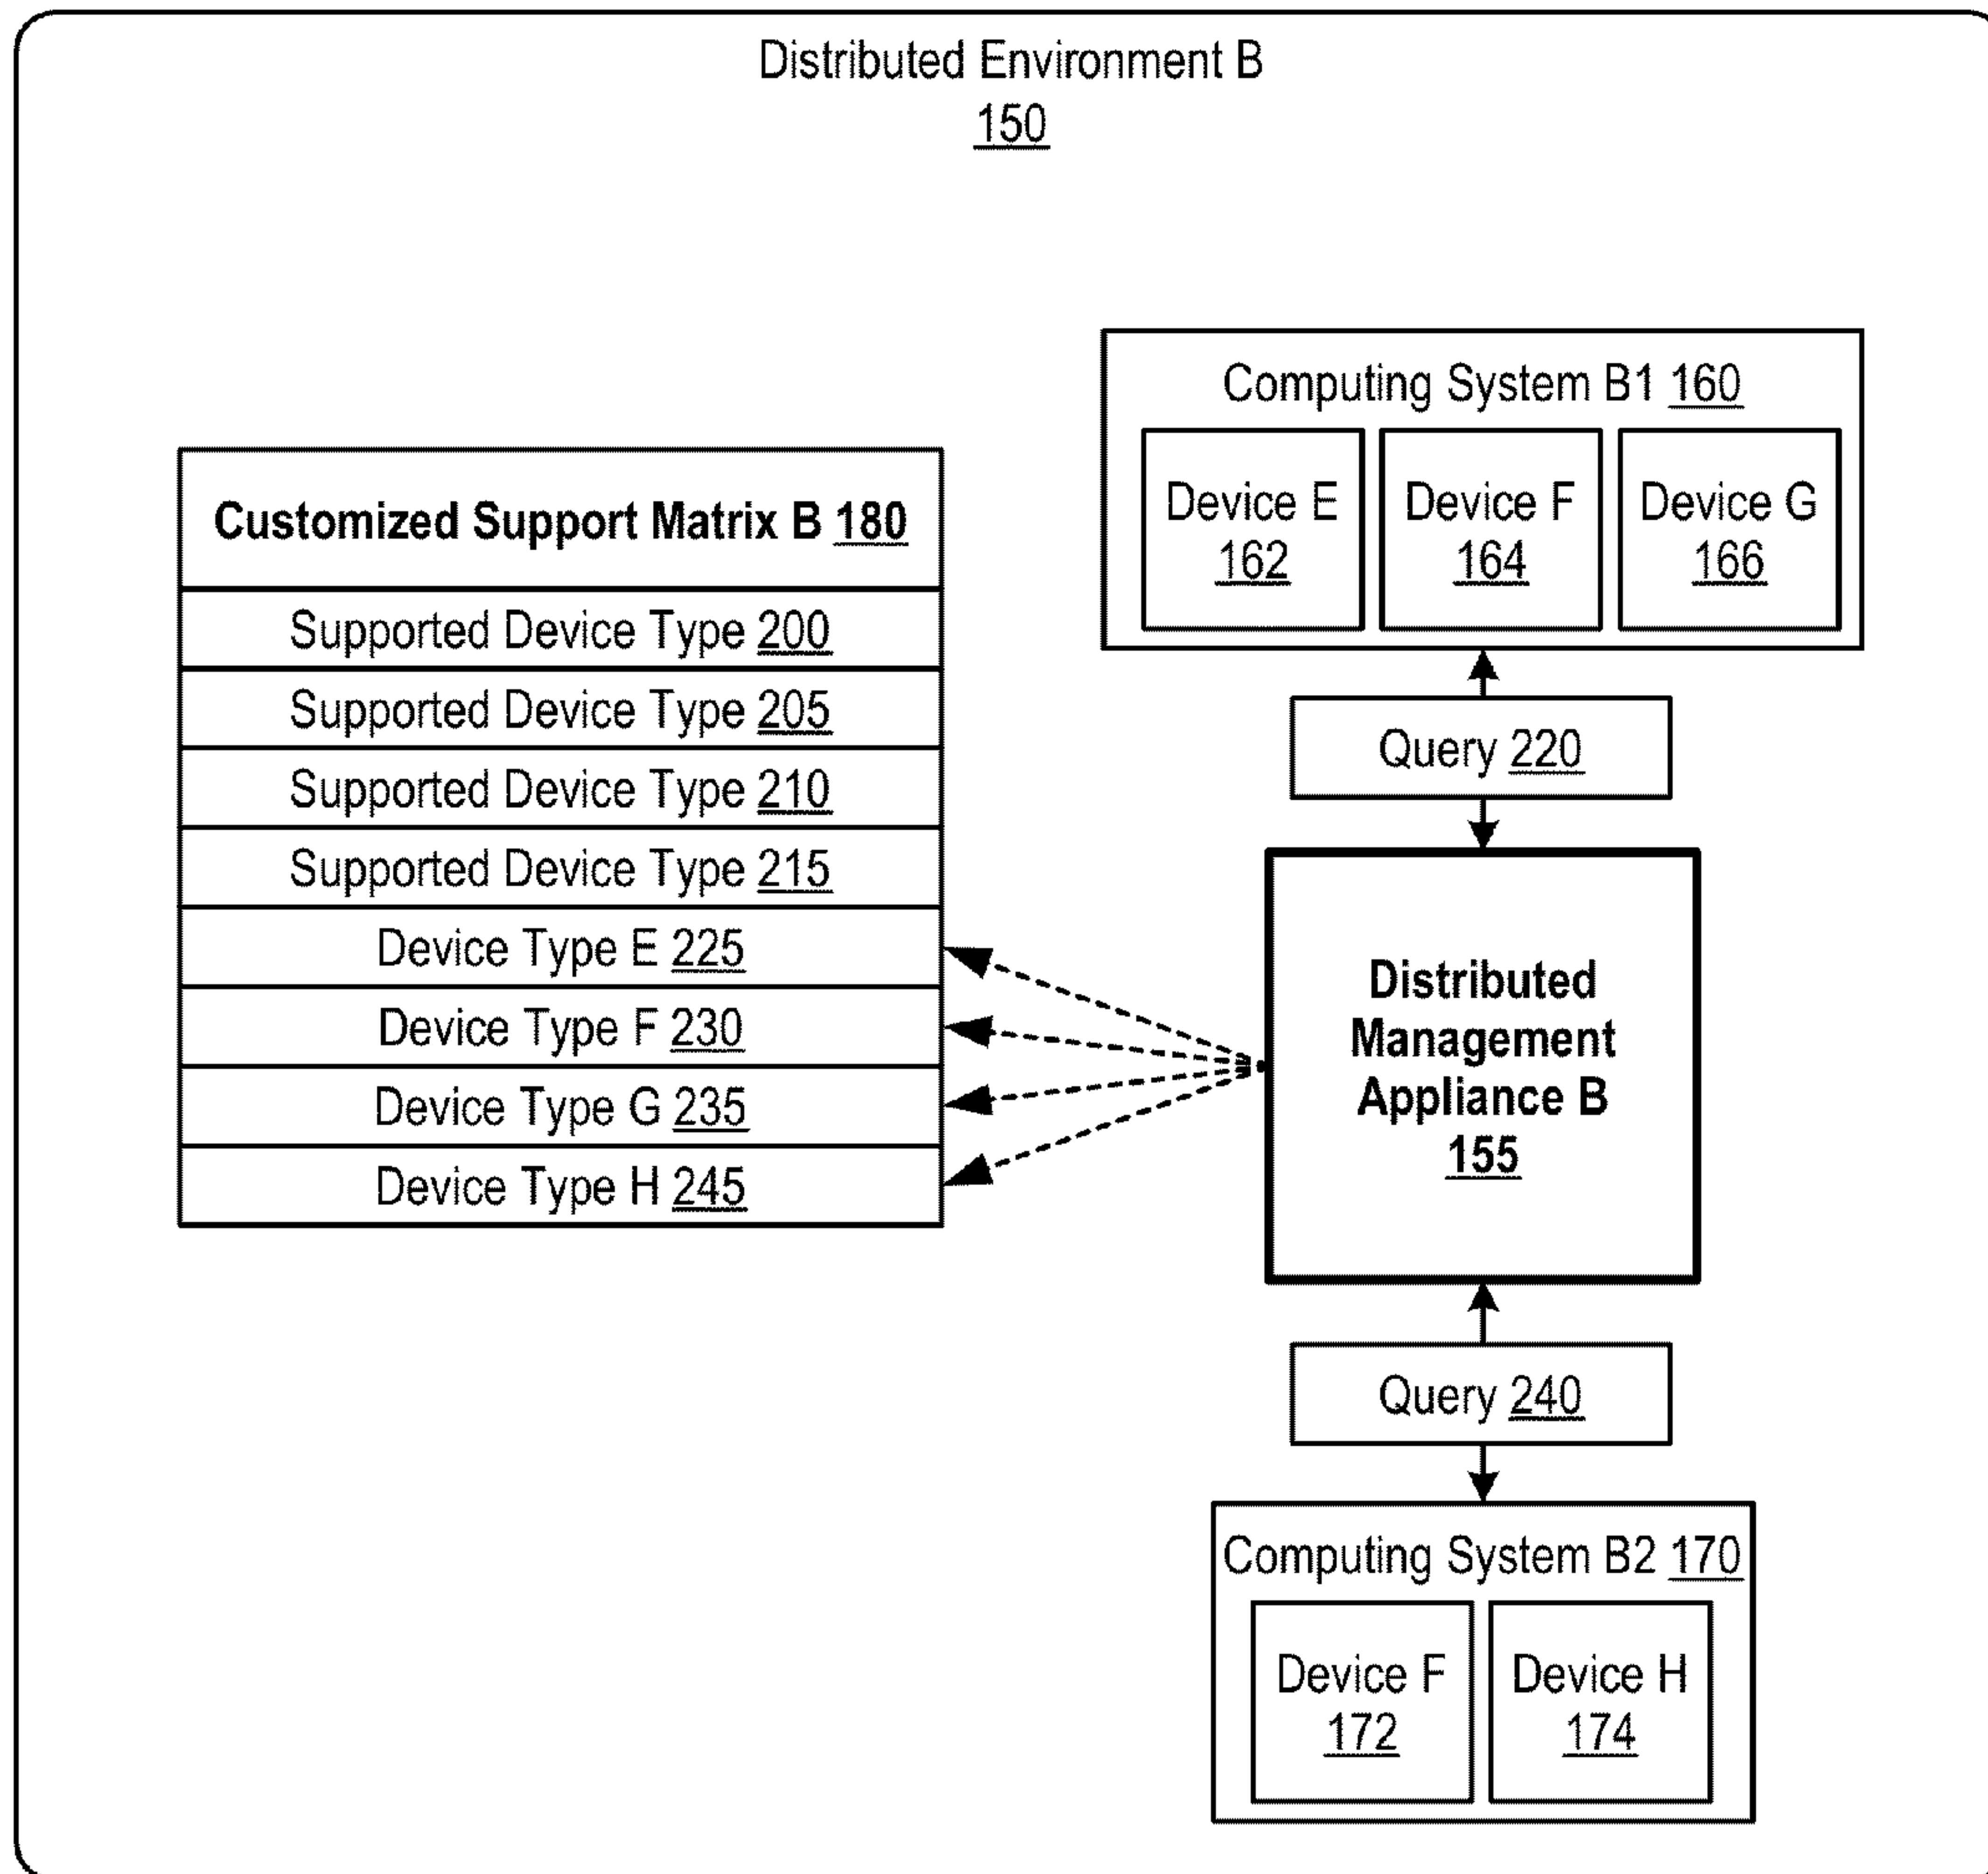 Distributed Environment B
150
Customized Support Matrix B 180
Supported Device Type 200
Supported Device Type 205
Supported Device Type 210
Supported Device Type 215
Device Type E 225
Device Type F 230
Device Type G 235
Device Type H 245
Computing System B1 160
Device E
162
Device F
164
Device G
166
Query 220
Distributed
Management
Appliance B
155
Query 240
Computing System B2 170
Device F
172
Device H
174